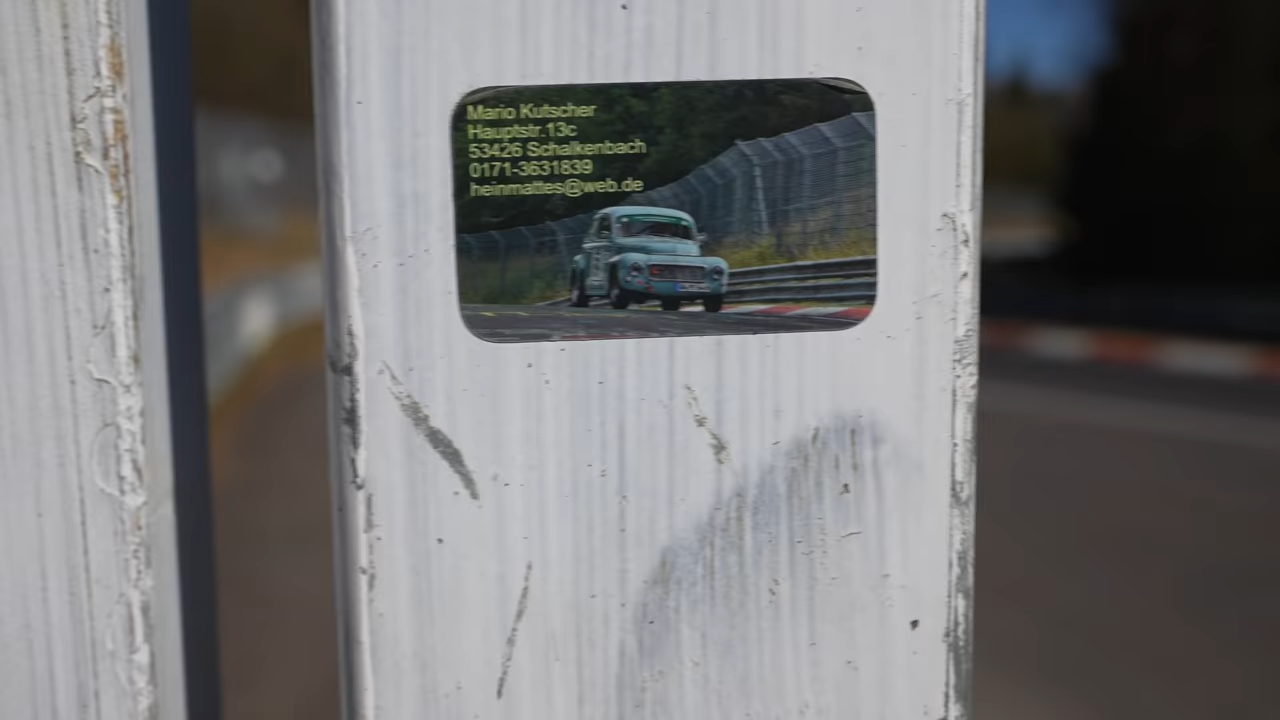 Mario Kutscher
Hauptstr.13c
53426 Schalkenbach
0171-3631839
heinmattes@web.de